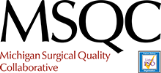 MSQC
Michigan Surgical Quality
Collaborative